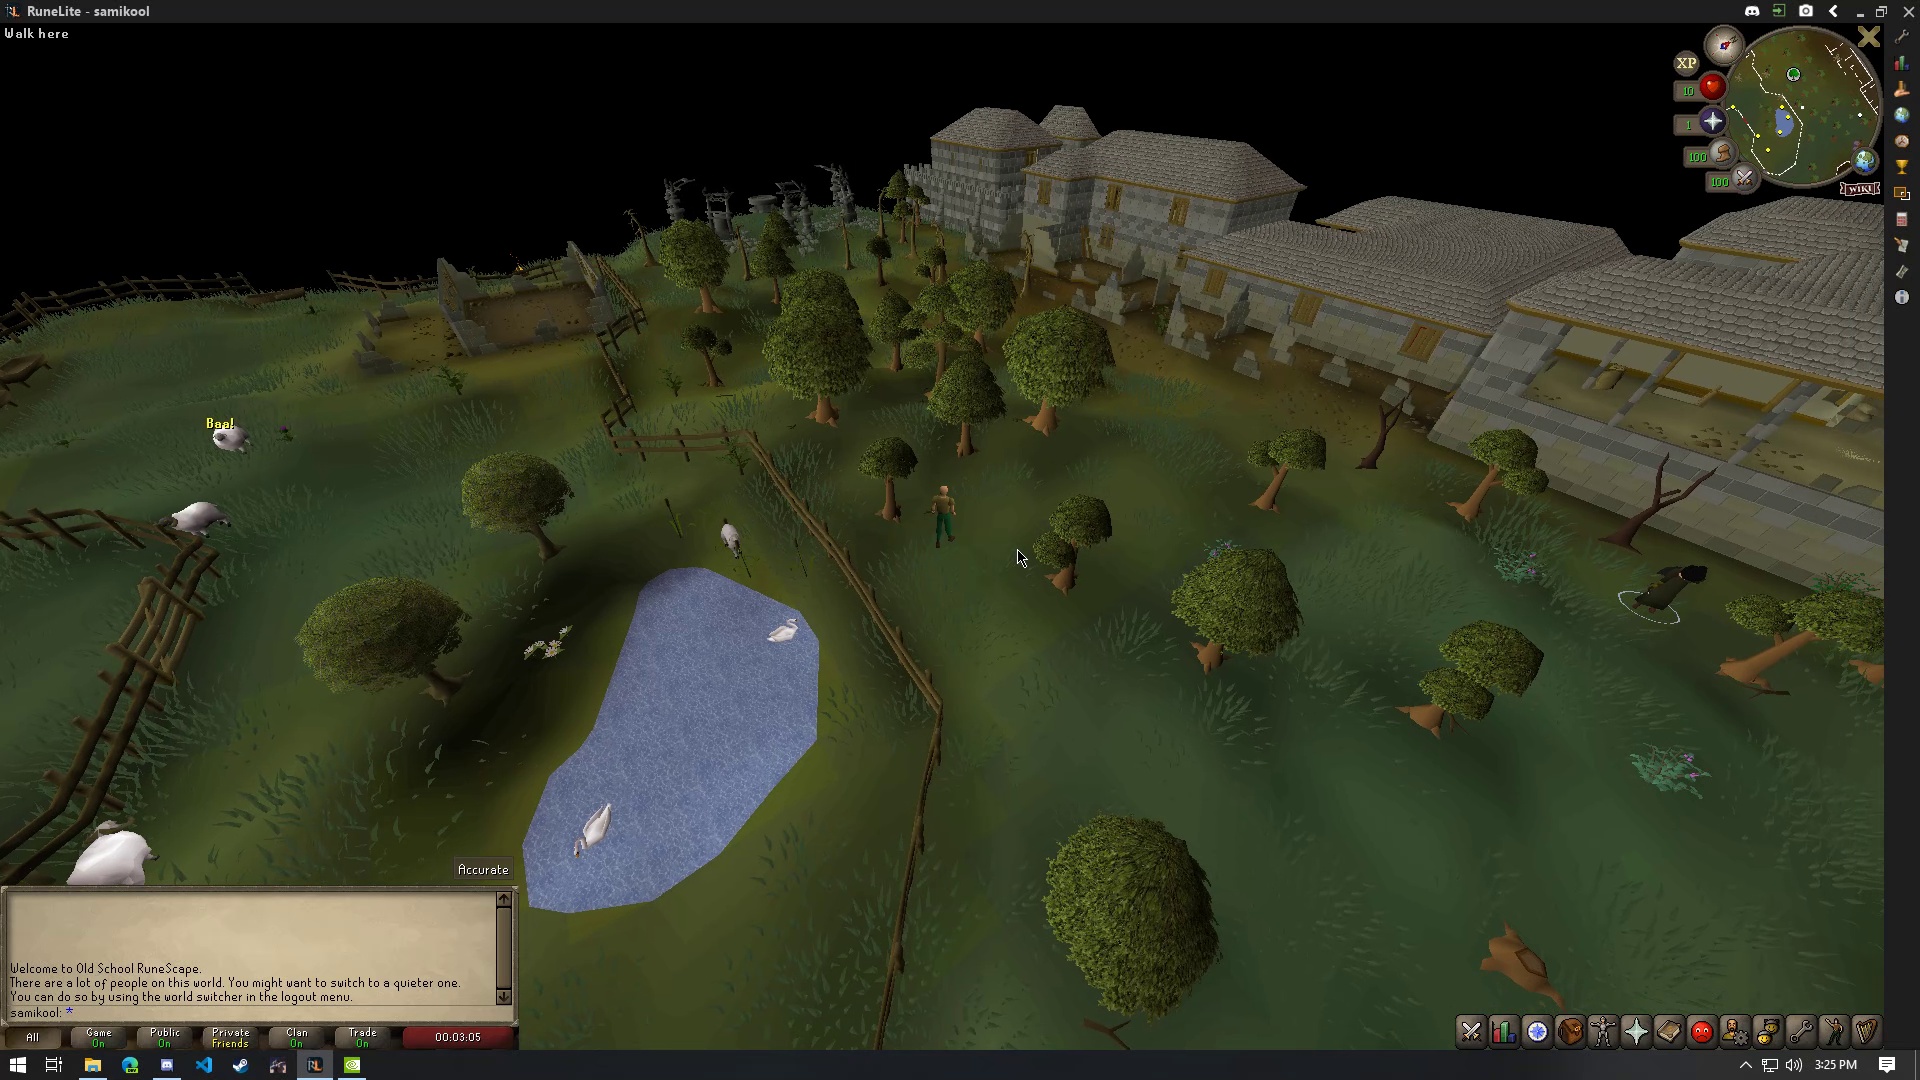 RuneLite - samikool
Walk here
XP
10
1
100
100
WIKI
Baa!
Accurate
Welcome to Old School RuneScape.
There are a lot of people on this world. You might want to switch to a quieter one.
You can do so by using the world switcher in the logout menu.
samikool: *
All
Game
On
Public
On
Private
Friends
Clan
On
Trade
On
00:03:05
3:25 PM